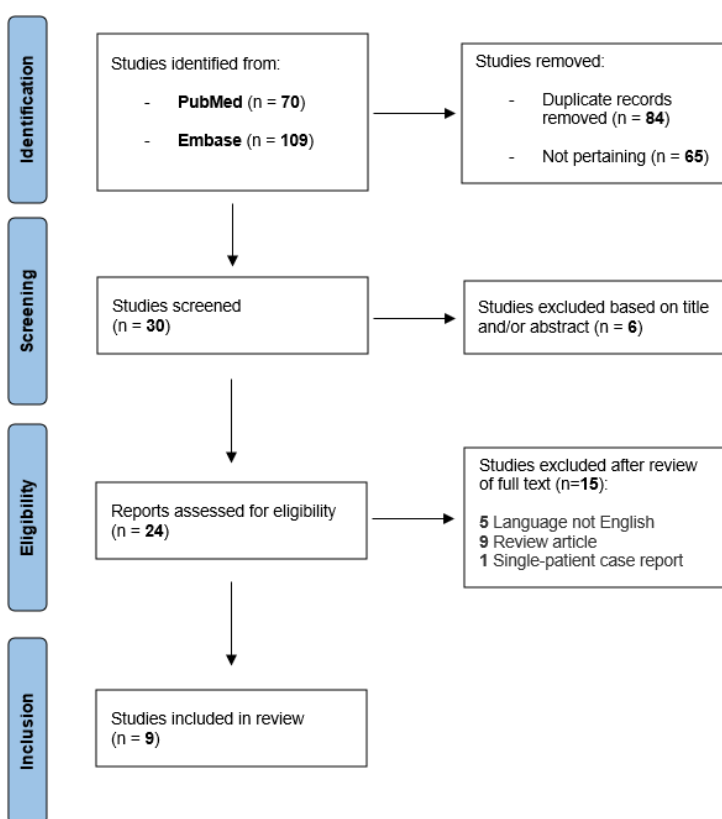 Identification
Studies identified from:
- PubMed (n = 70)
- Embase (n = 109)
Studies removed:
- Duplicate records
removed (n = 84)
- Not pertaining (n = 65)
Screening
Studies screened
(n = 30)
Studies excluded based on title
and/or abstract (n = 6)
Eligibility
Reports assessed for eligibility
(n = 24)
Studies excluded after review
of full text (n=15):
5 Language not English
9 Review article
1 Single-patient case report
Inclusion
Studies included in review
(n = 9)